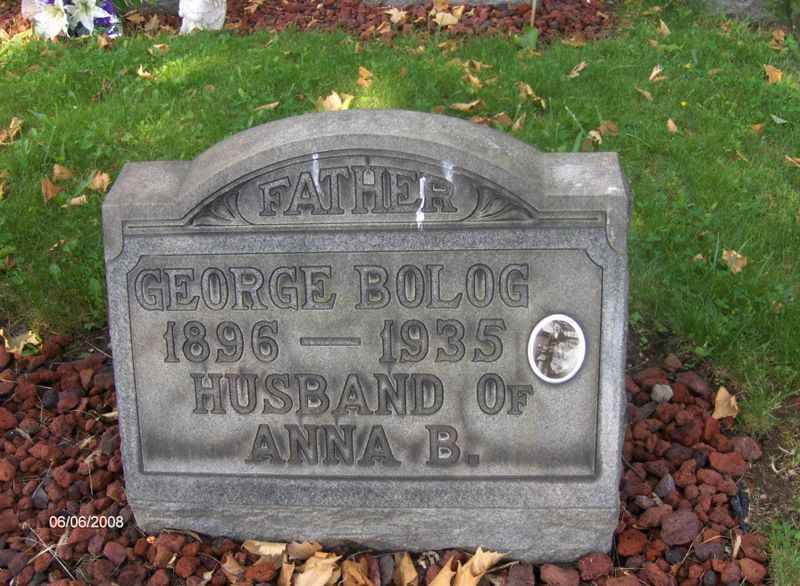 FATHER
GEORGE BOLOG
1896 — 1935
HUSBAND OF
ANNA B.
06/06/2008